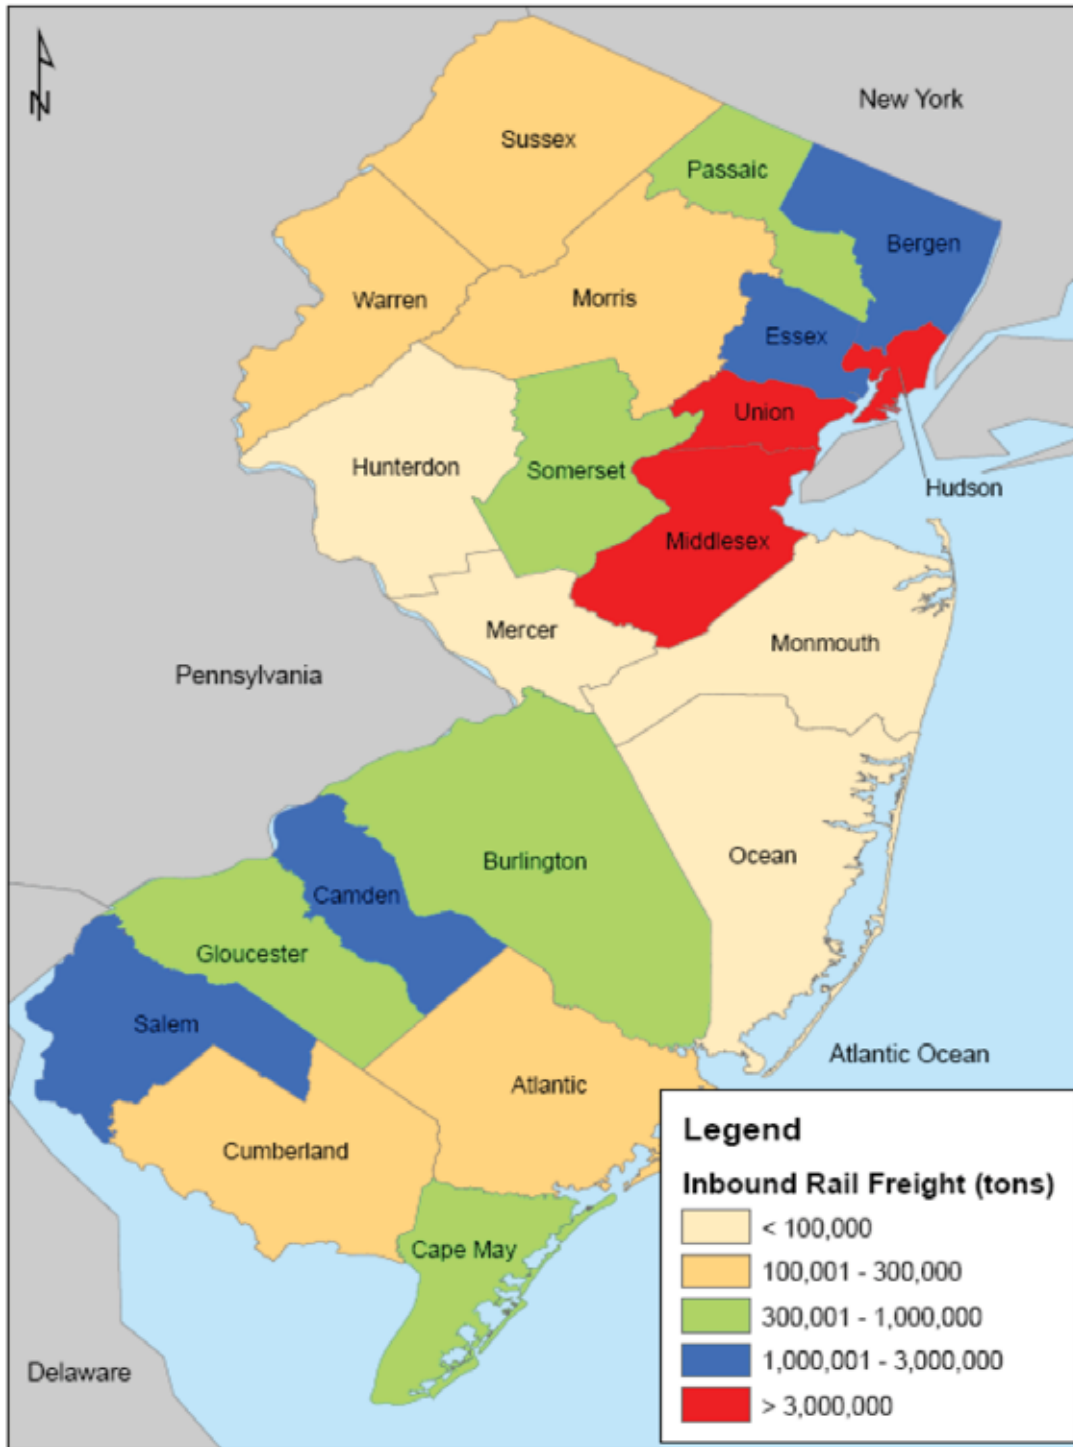 N
New York
Sussex
Passaic
Bergen
Warren
Morris
Essex
Union
Hunterdon
Somerset
Hudson
Middlesex
Mercer
Monmouth
Pennsylvania
Ocean
Burlington
Camden
Gloucester
Salem
Atlantic Ocean
Atlantic
Cumberland
Cape May
Delaware
Legend
Inbound Rail Freight (tons)
< 100,000
100,001 - 300,000
300,001 - 1,000,000
1,000,001 - 3,000,000
> 3,000,000